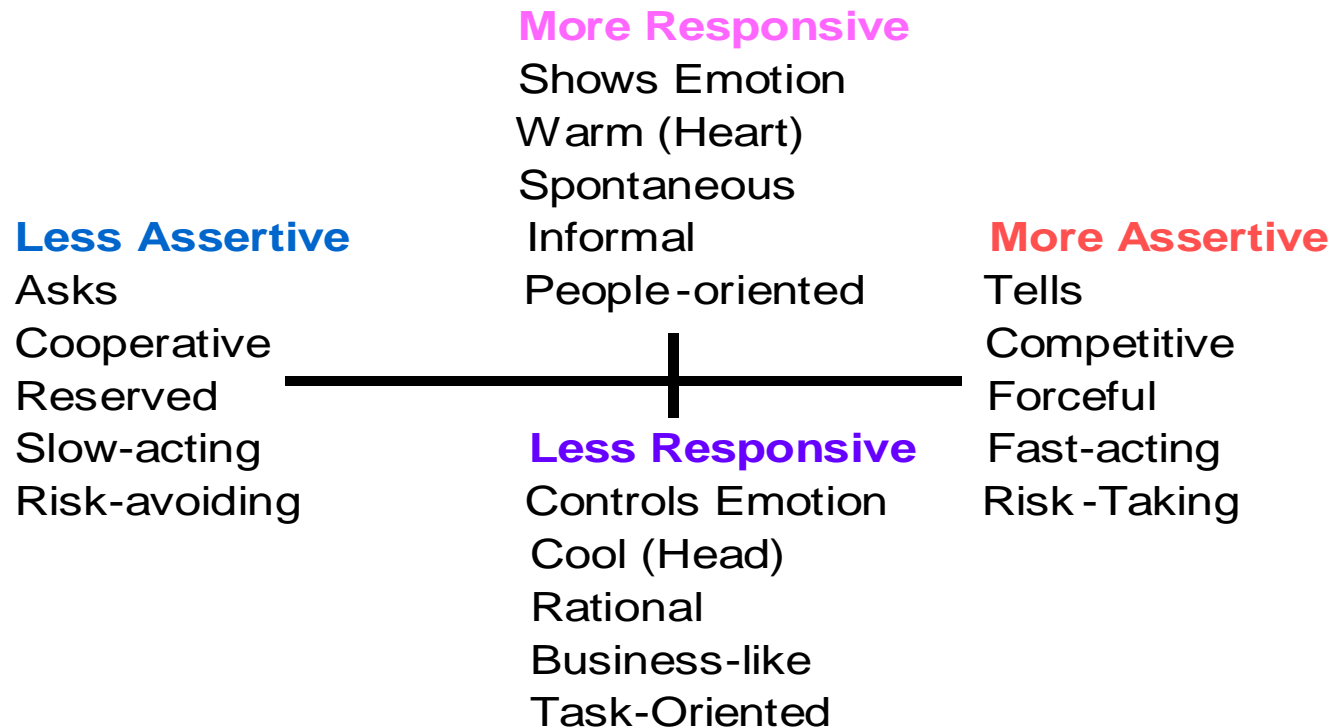 More Responsive
Shows Emotion
Warm (Heart)
Spontaneous
Informal
People-oriented
Less Assertive
Asks
Cooperative
Reserved
Slow-acting
Risk-avoiding
More Assertive
Tells
Competitive
Forceful
Fast-acting
Risk-Taking
Less Responsive
Controls Emotion
Cool (Head)
Rational
Business-like
Task-Oriented